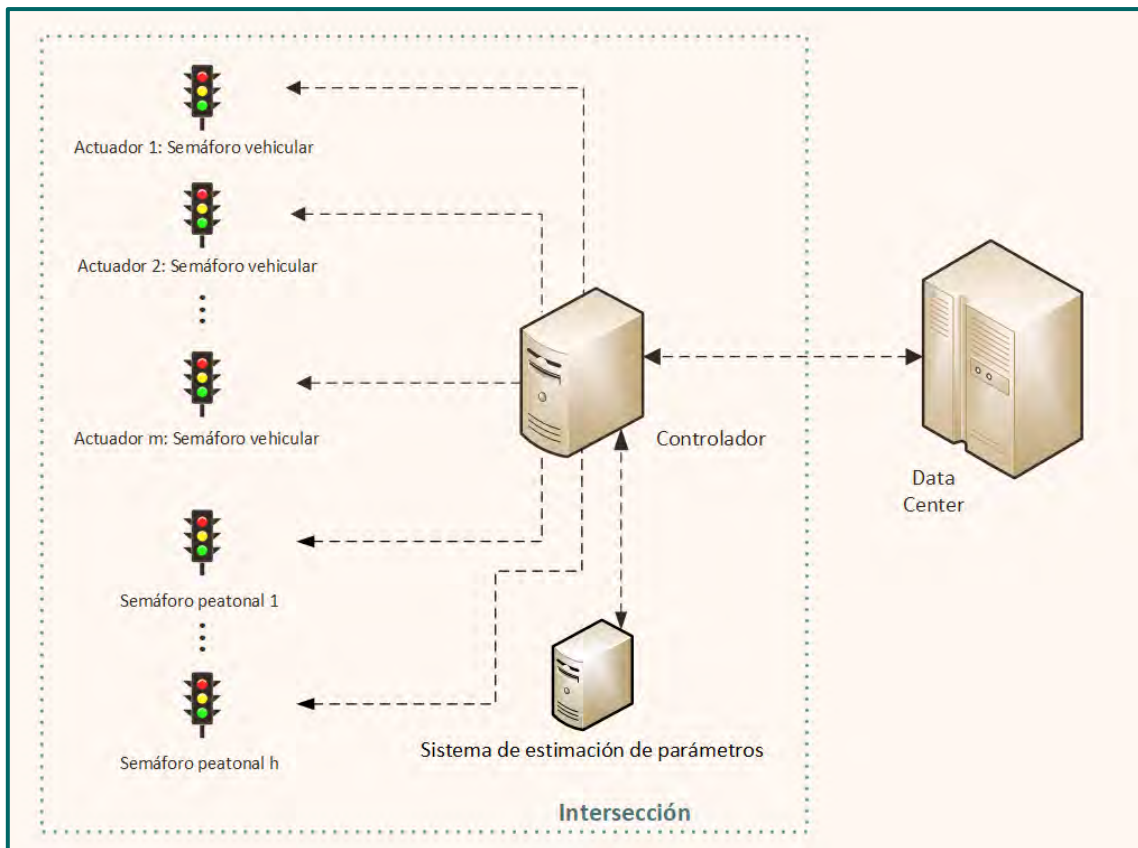 Actuador 1: Semáforo vehicular
Actuador 2: Semáforo vehicular
Actuador m: Semáforo vehicular
Controlador
Data
Center
Semáforo peatonal 1
Semáforo peatonal h
Sistema de estimación de parámetros
Intersección